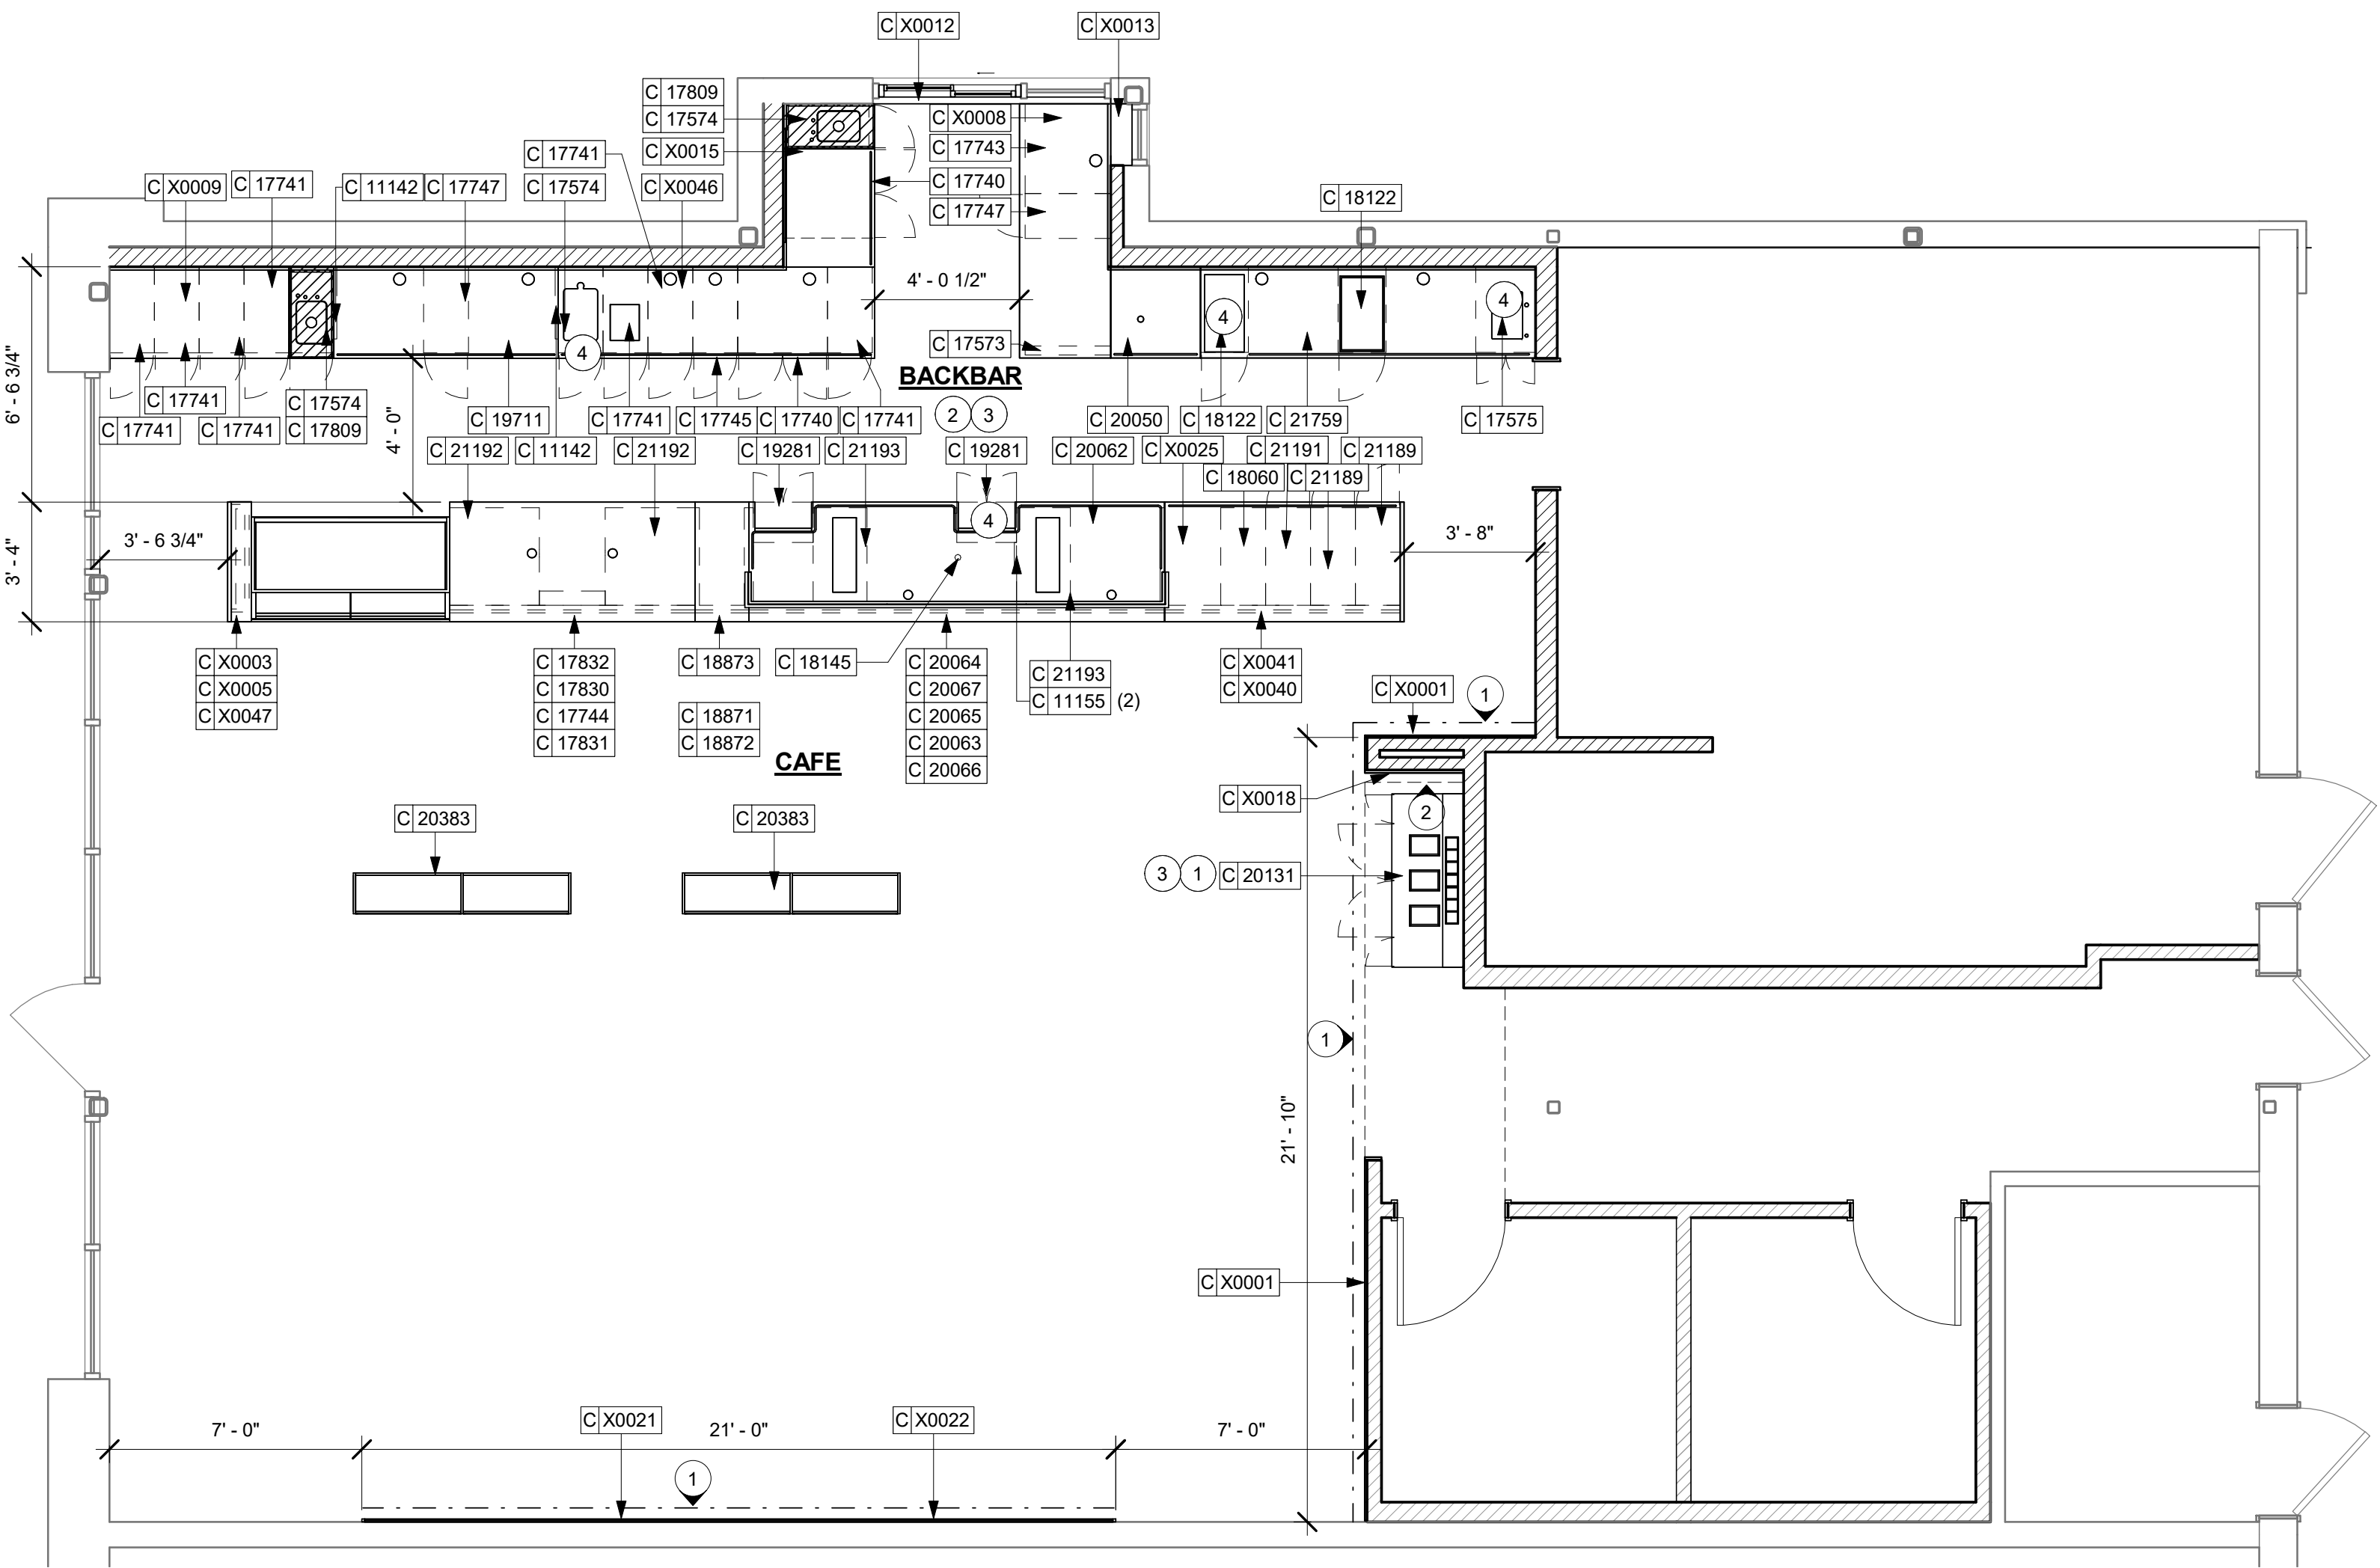 C X0012
C X0013
C 17809
C 17574
C X0015
C X0008
C 17743
C 17741
C 17574
C X0046
C 17740
C 17747
C X0009
C 17741
C 11142
C 17747
C 18122
4' - 0 1/2"
4
4
4
C 17573
BACKBAR
2 3
6' - 6 3/4"
C 17741
C 17741
C 17741
C 17574
C 17809
4' - 0"
C 19711
C 17741
C 17745
C 17740
C 17741
C 20050
C 18122
C 21759
C 17575
C 21192
C 11142
C 21192
C 19281
C 21193
C 19281
C 20062
C X0025
C 21191
C 21189
C 18060
C 21189
4
3' - 4"
3' - 6 3/4"
3' - 8"
C X0003
C X0005
C X0047
C 17832
C 17830
C 17744
C 17831
C 18873
C 18871
C 18872
C 18145
C 20064
C 20067
C 20065
C 20063
C 20066
C 21193
C 11155 (2)
C X0041
C X0040
C X0001
1
CAFE
C X0018
2
C 20383
C 20383
3 1 C 20131
1
21' - 10"
C X0001
7' - 0"
C X0021
21' - 0"
C X0022
7' - 0"
1